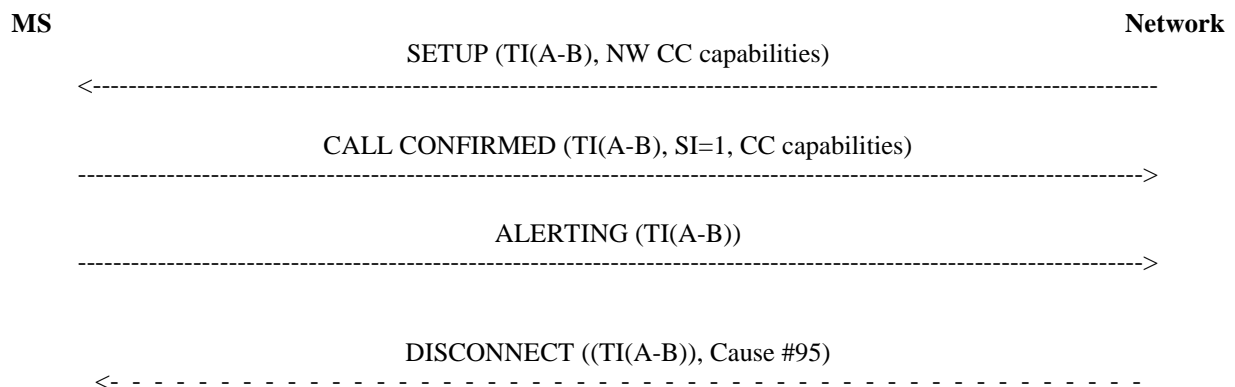 MS Network
SETUP (TI(A-B), NW CC capabilities)
<----------------------------------------------------------------------------------------------------------------------
CALL CONFIRMED (TI(A-B), SI=1, CC capabilities)
---------------------------------------------------------------------------------------------------------------------->
ALERTING (TI(A-B))
---------------------------------------------------------------------------------------------------------------------->
DISCONNECT ((TI(A-B)), Cause #95)
<- - - - - - - - - - - - - - - - - - - - - - - - - - - - - - - - - - - - - - - - - - - - - - -